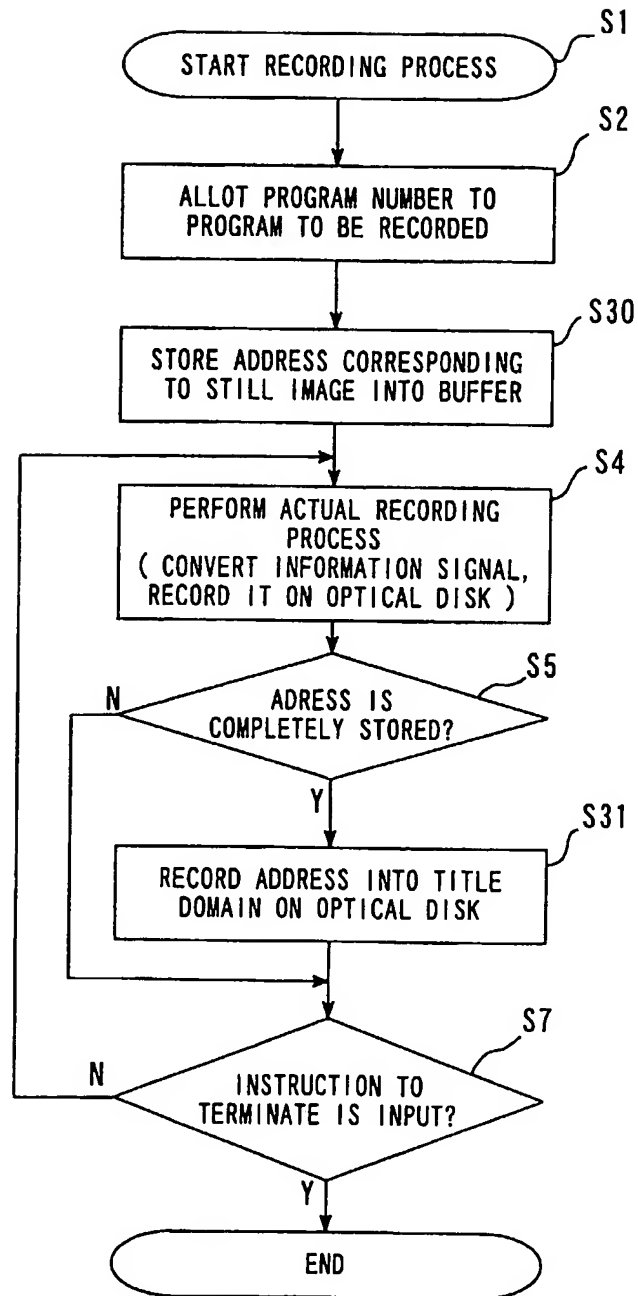 S1
START RECORDING PROCESS
S2
ALLOT PROGRAM NUMBER TO
PROGRAM TO BE RECORDED
S30
STORE ADDRESS CORRESPONDING
TO STILL IMAGE INTO BUFFER
S4
PERFORM ACTUAL RECORDING
PROCESS
( CONVERT INFORMATION SIGNAL,
RECORD IT ON OPTICAL DISK )
S5
N
ADRESS IS
COMPLETELY STORED?
Y
S31
RECORD ADDRESS INTO TITLE
DOMAIN ON OPTICAL DISK
S7
N
INSTRUCTION TO
TERMINATE IS INPUT?
Y
END